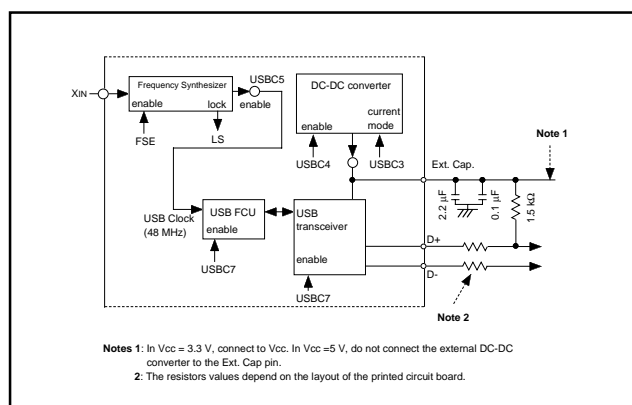 Frequency Synthesizer
USBC5
DC-DC converter
XIN
enable
lock
enable
current
mode
enable
FSE
LS
Note 1
USBC4
USBC3
Ext. Cap.
2.2 µF
0.1 µF
1.5 kΩ
USB Clock
(48 MHz)
USB FCU
enable
USB
transceiver
enable
D+
D-
USBC7
USBC7
Note 2
Notes 1: In Vcc = 3.3 V, connect to Vcc. In Vcc =5 V, do not connect the external DC-DC
converter to the Ext. Cap pin.
2: The resistors values depend on the layout of the printed circuit board.